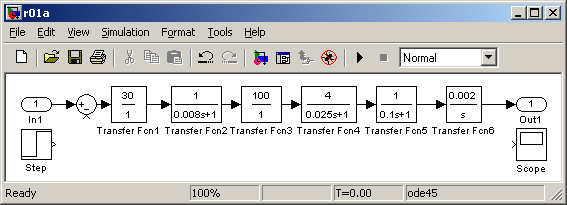 r01a
File Edit View Simulation Format Tools Help
Normal
1
In1
+
_
30
1
Transfer Fcn1
1
0.008s+1
Transfer Fcn2
100
1
Transfer Fcn3
4
0.025s+1
Transfer Fcn4
1
0.1s+1
Transfer Fcn5
0.002
s
Transfer Fcn6
1
Out1
Step
Scope
Ready 100% T=0.00 ode45